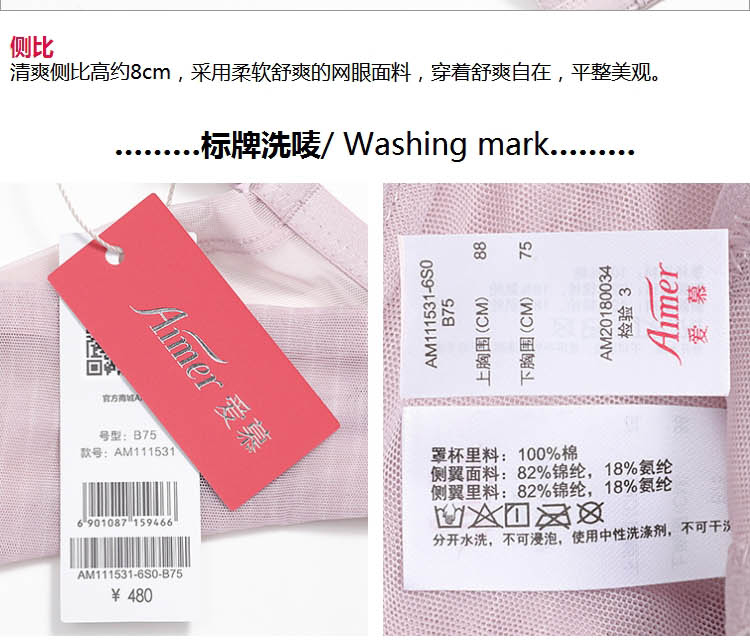 侧比
清爽侧比高约8cm，采用柔软舒爽的网眼面料，穿着舒爽自在，平整美观。
.........标牌洗唛/ Washing mark.........
Aimer 爱慕
官方商城A
号型：B75
款号：AM111531
6 901087 159466
AM111531-6S0-B75
¥ 480
AM111531-6S0
B75
上胸围(CM) 88
下胸围(CM) 75
AM20180034
检验 3
Aimer
爱慕
罩杯里料：100%棉
侧翼面料：82%锦纶，18%氨纶
侧翼里料：82%锦纶，18%氨纶
分开水洗，不可浸泡，使用中性洗涤剂，不可干洗